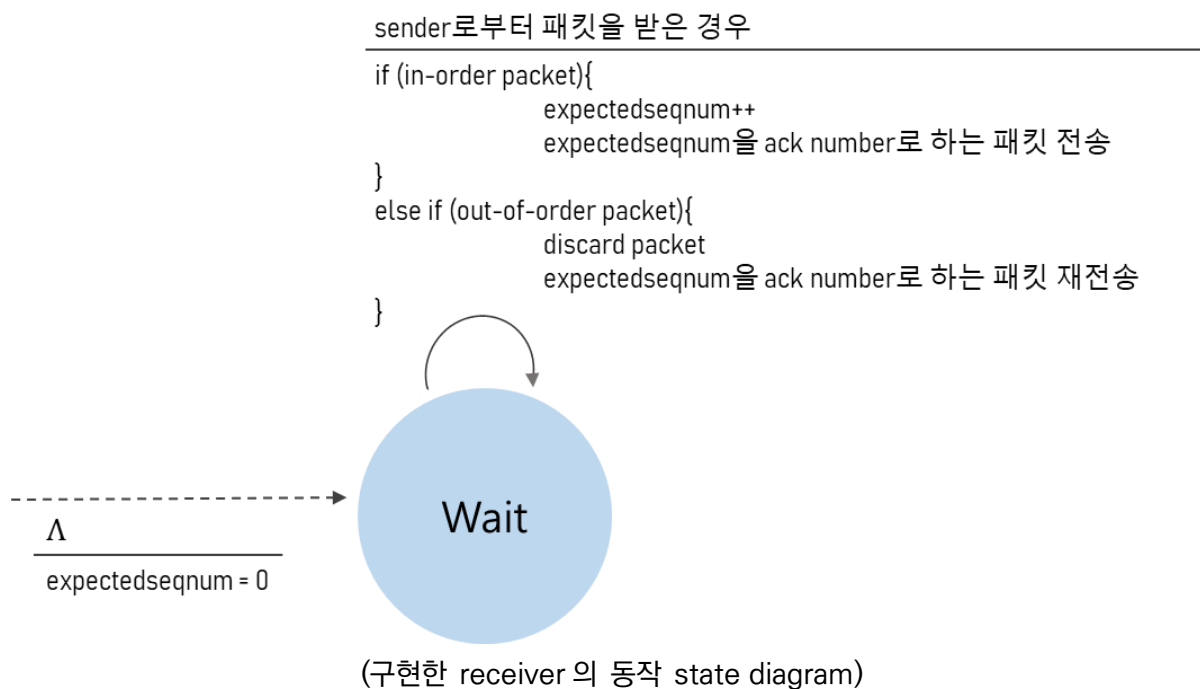 sender로부터 패킷을 받은 경우
if (in-order packet){
expectedseqnum++
expectedseqnum을 ack number로 하는 패킷 전송
}
else if (out-of-order packet){
discard packet
expectedseqnum을 ack number로 하는 패킷 재전송
}
Wait
Λ
expectedseqnum = 0
(구현한 receiver 의 동작 state diagram)